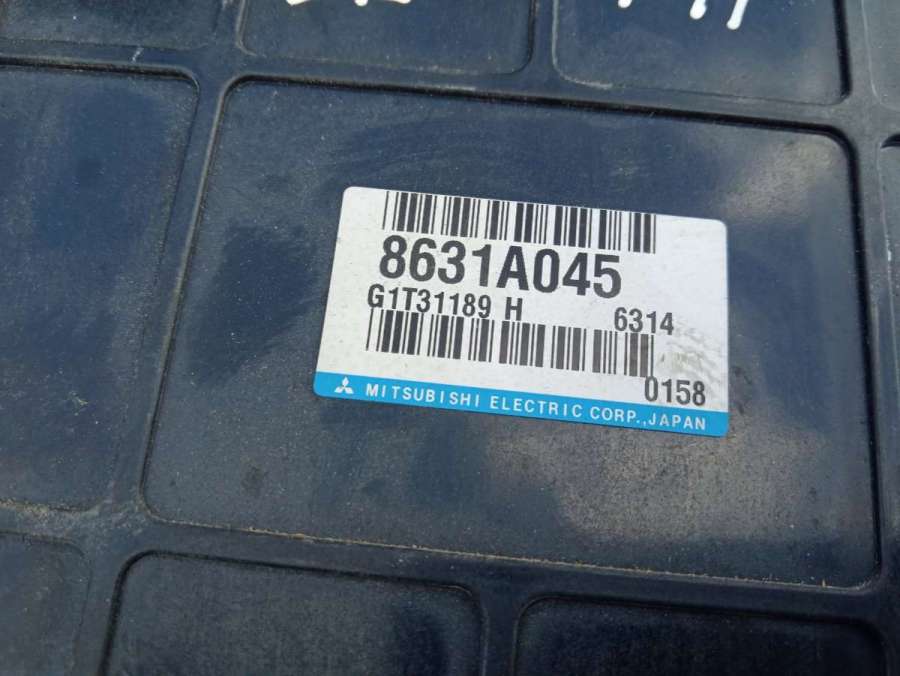 8631A045
G1T31189 H 6314
0158
MITSUBISHI ELECTRIC CORP., JAPAN